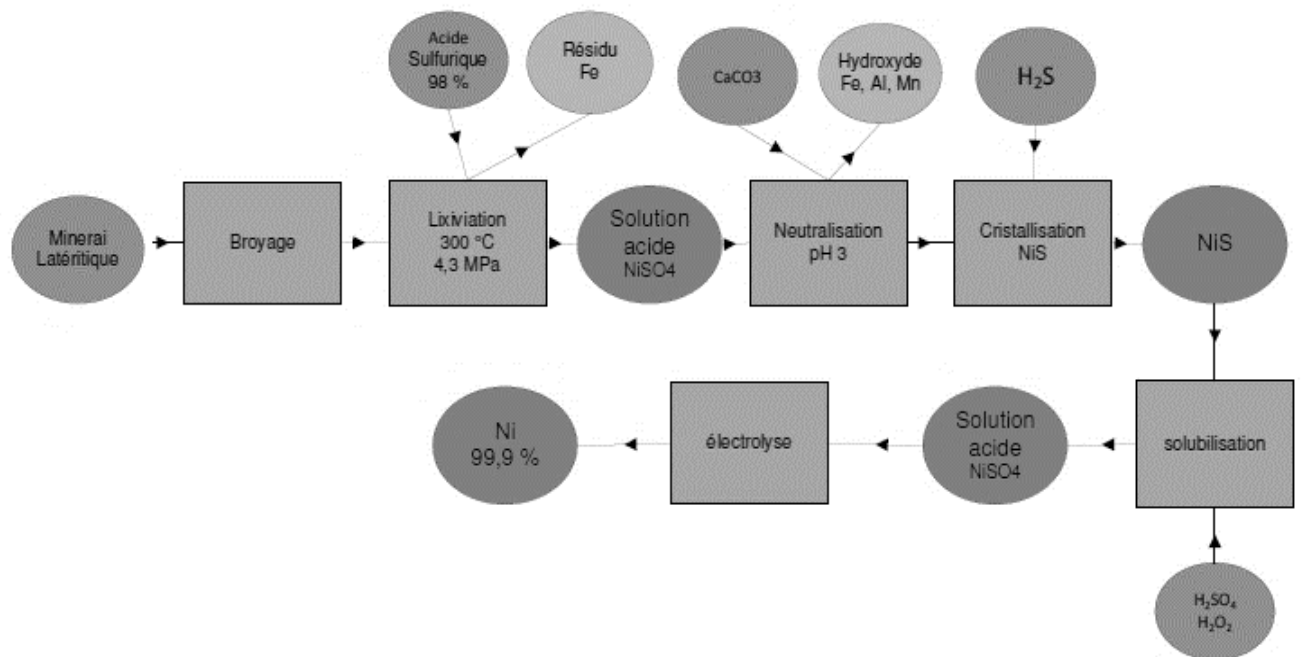 Acide
Sulfurique
98 %
Résidu
Fe
CaCO3
Hydroxyde
Fe, Al, Mn
H₂S
Minerai
Latéritique
Broyage
Lixiviation
300 °C
4,3 MPa
Solution
acide
NiSO4
Neutralisation
pH 3
Cristallisation
NiS
NiS
Ni
99,9 %
électrolyse
Solution
acide
NiSO4
solubilisation
H₂SO₄
H₂O₂